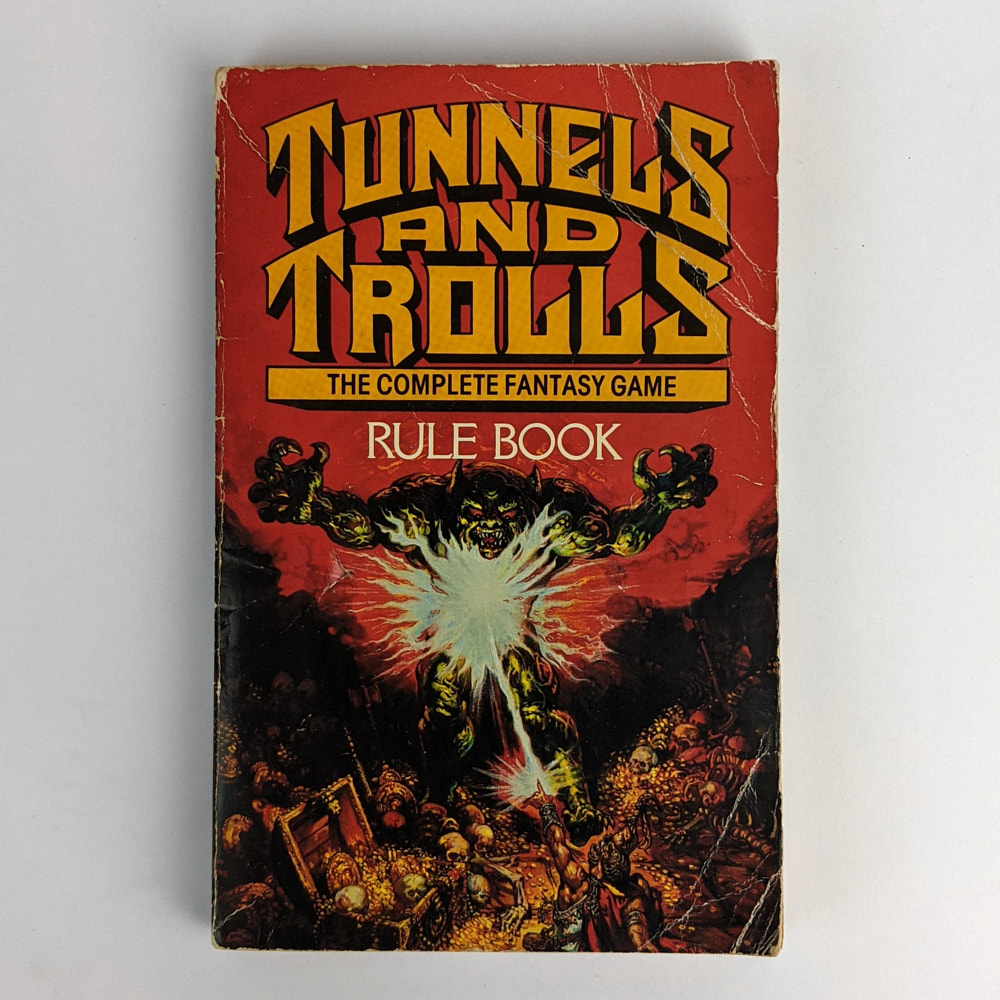 TUNNELS
AND
TROLLS
THE COMPLETE FANTASY GAME
RULE BOOK